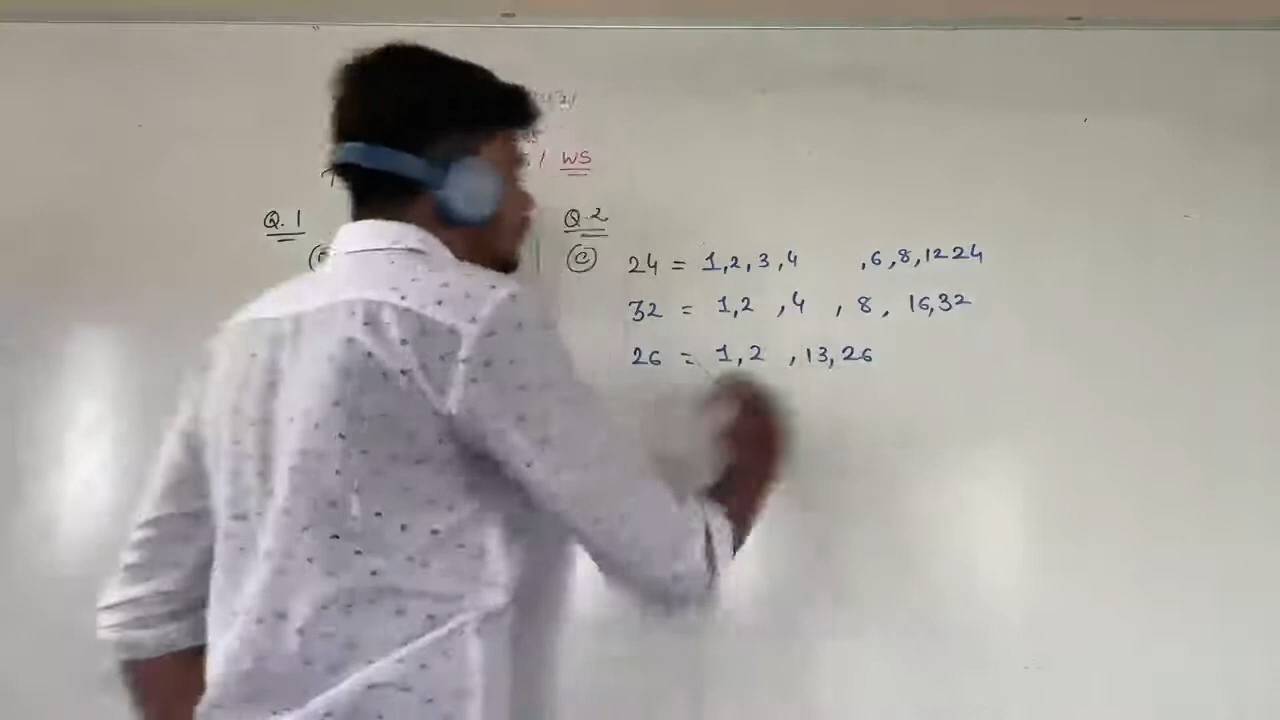 / WS
Q.1
Q.2
C 24 = 1,2,3,4 ,6,8,12 24
32 = 1,2 ,4 , 8, 16,32
26 = 1,2 ,13,26